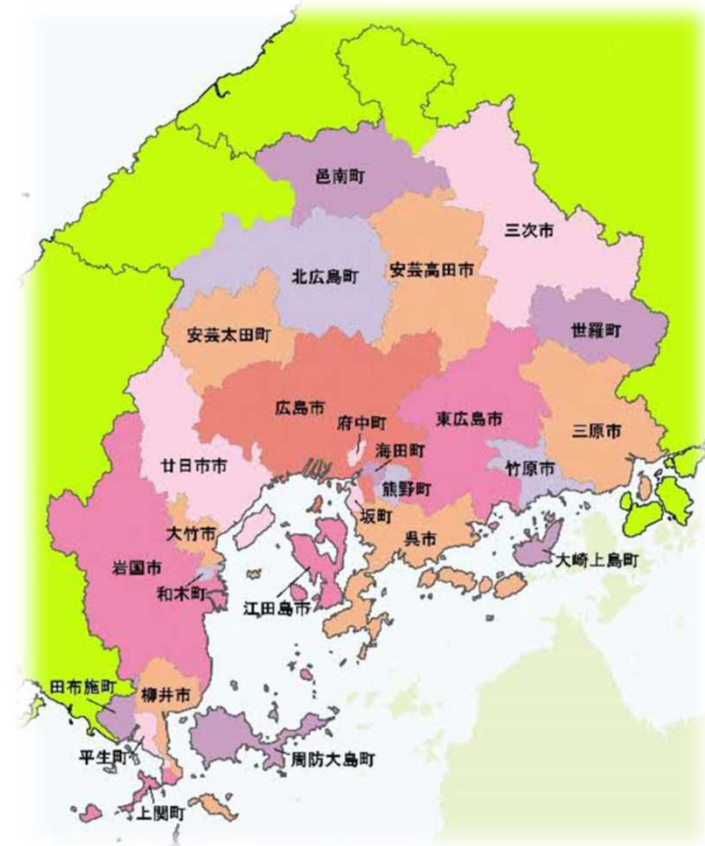 邑南町
三次市
安芸高田市
北広島町
世羅町
安芸太田町
広島市
東広島市
府中町
三原市
海田町
廿日市市
竹原市
熊野町
坂町
大竹市
呉市
大崎上島町
岩国市
和木町
江田島市
田布施町
柳井市
平生町
周防大島町
上関町